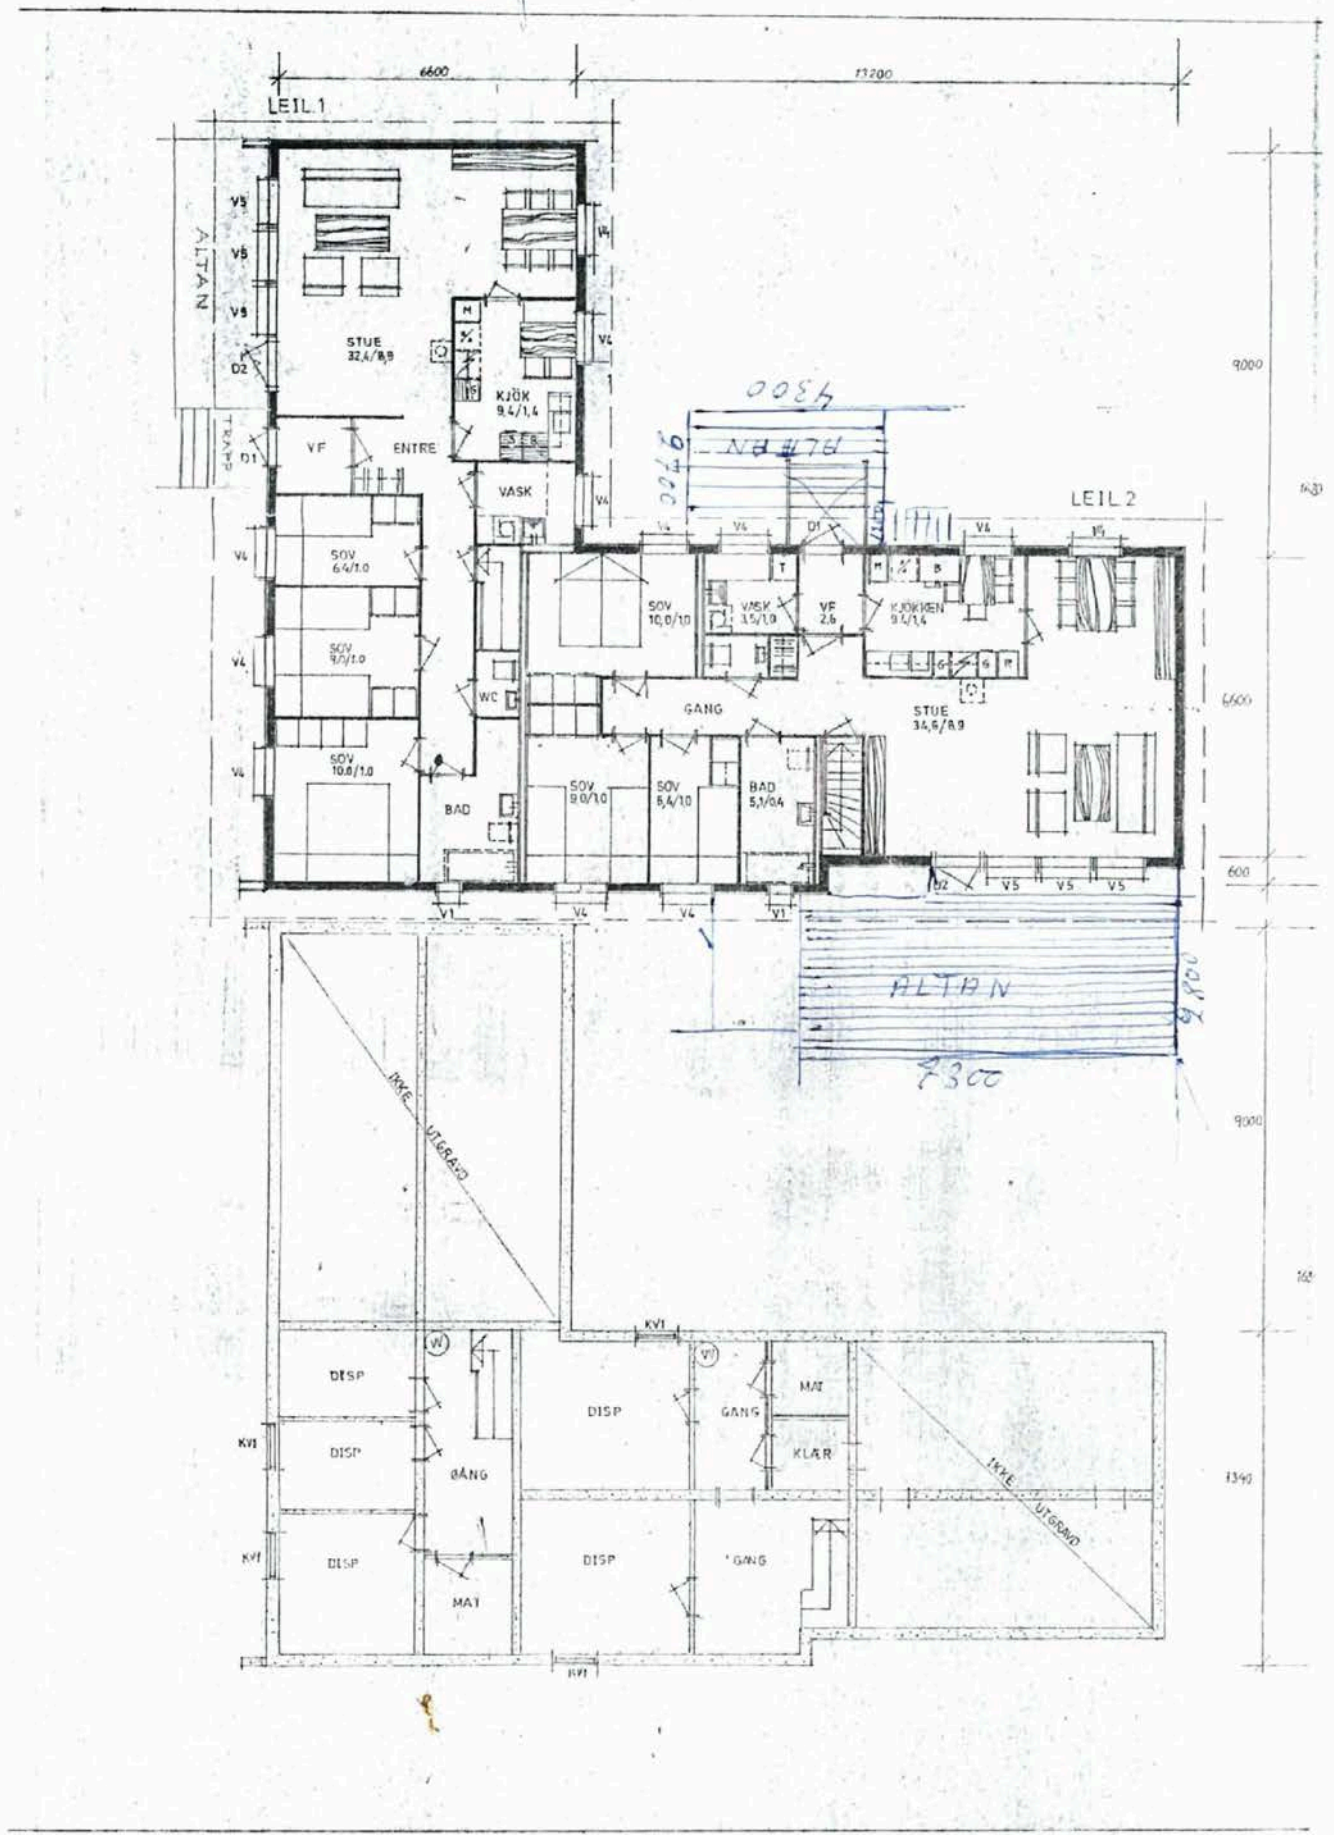 6600
13200
LEIL.1
V5
V5
V5
ALTAN
D2
STUE
32,4/8,9
M
KJÖK
9,4/1,4
S B
V4
V4
9000
D1
TRAPP
VF
ENTRE
VASK
V4
4300
ALTAN
LEIL 2
V4
V4
D1
V4
V4
V4
SOV
6.4/1.0
SOV
10,0/1,0
T
VASK
3,5/1,0
VF
2,6
M
B
KJØKKEN
9.4/1,4
V4
SOV
9,0/1.0
WC
GANG
G
G
R
STUE
34,6/8.9
6600
V4
SOV
10.0/1.0
BAD
SOV
9.0/1.0
SOV
6,4/1.0
BAD
5,1/0,4
600
V1
V4
V4
V1
D2
V5
V5
V5
ALTAN
7300
IKKE UTGRAVD
9000
KV1
W
W
DISP
DISP
GANG
MAT
KV1
DISP
GANG
KLÆR
IKKE UTGRAVD
KV1
DISP
MAT
DISP
GANG
KV1